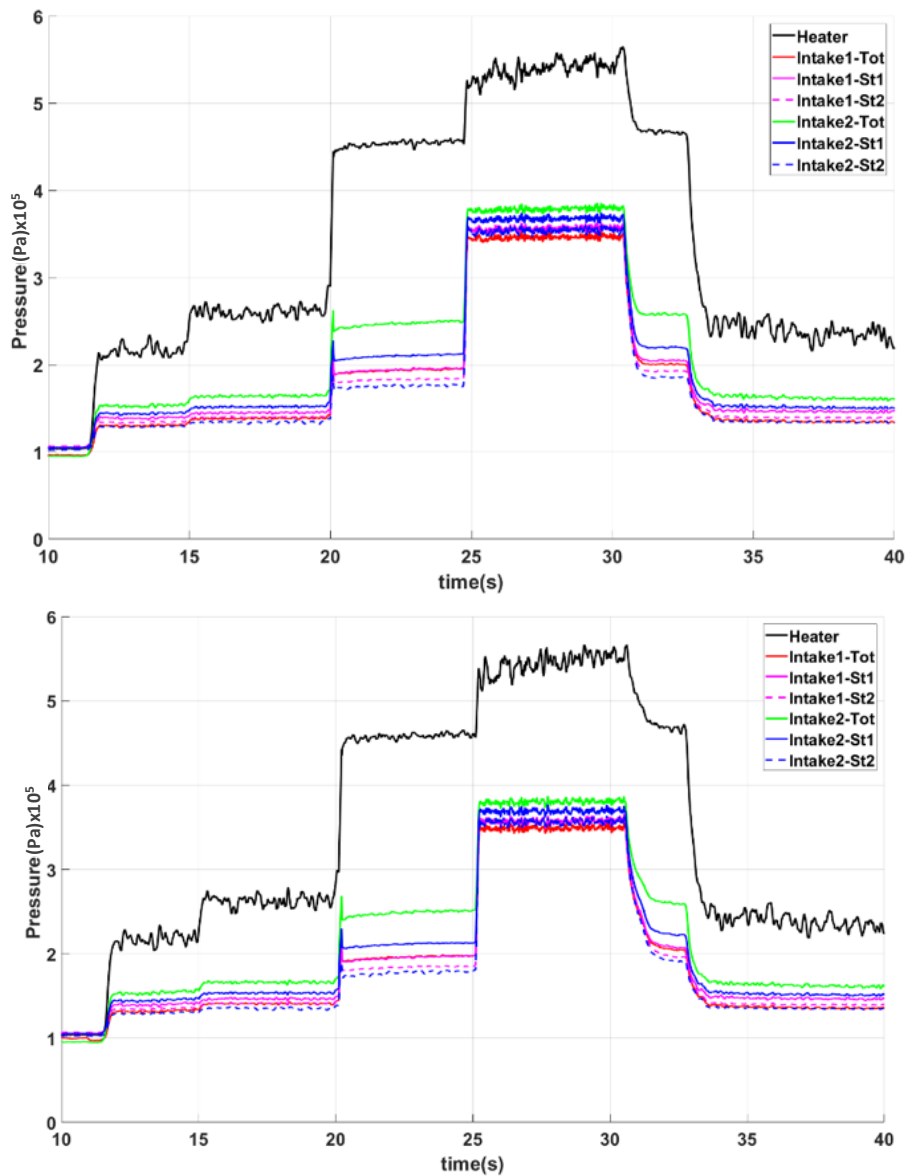 6
5
4
3
2
1
0
Pressure(Pa)x10⁵
10 15 20 25 30 35 40
time(s)
Heater
Intake1-Tot
Intake1-St1
Intake1-St2
Intake2-Tot
Intake2-St1
Intake2-St2
6
5
4
3
2
1
0
Pressure(Pa)x10⁵
10 15 20 25 30 35 40
time(s)
Heater
Intake1-Tot
Intake1-St1
Intake1-St2
Intake2-Tot
Intake2-St1
Intake2-St2